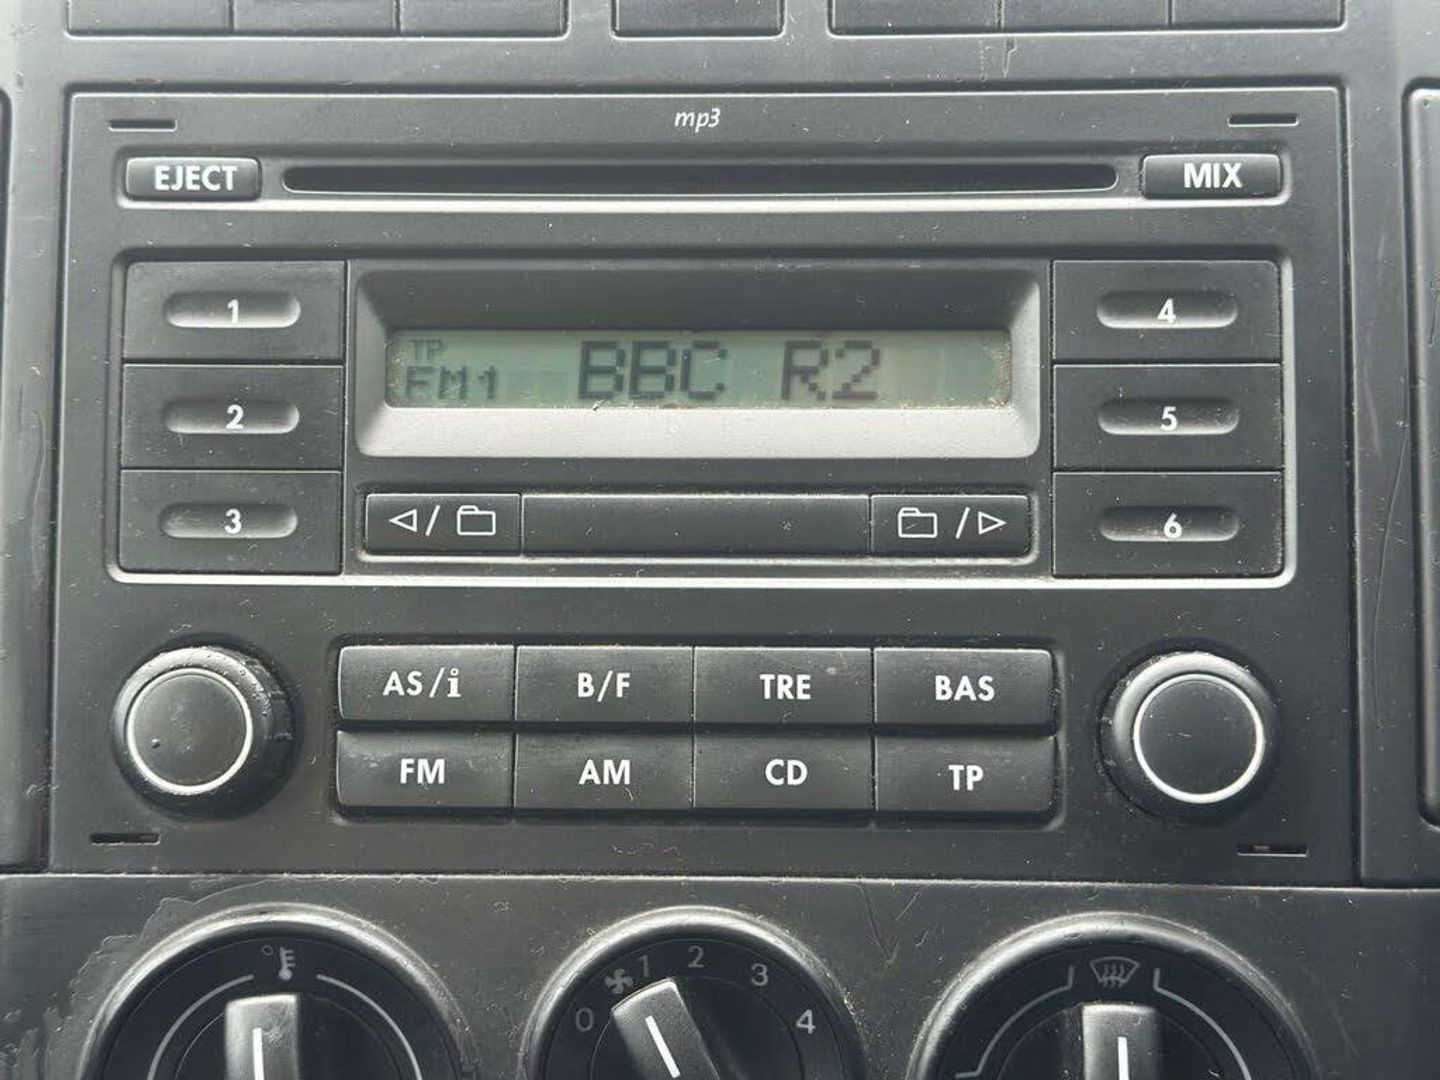 mp3
EJECT MIX
1 4
TP
FM1 BBC R2
2 5
3 6
AS/i B/F TRE BAS
FM AM CD TP
0 1 2 3 4